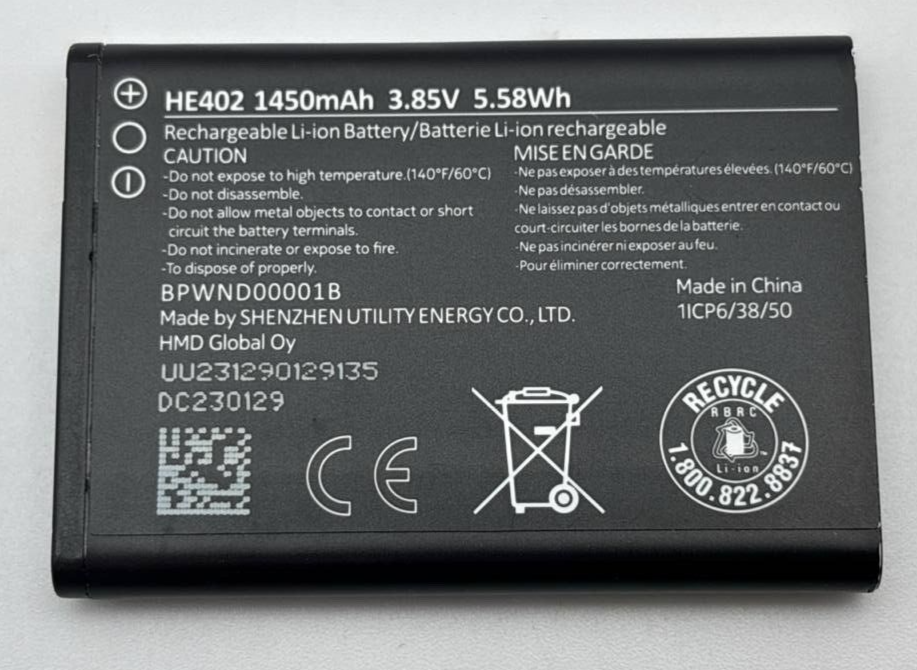 HE402 1450mAh 3.85V 5.58Wh
Rechargeable Li-ion Battery/Batterie Li-ion rechargeable
CAUTION
-Do not expose to high temperature.(140°F/60°C)
-Do not disassemble.
-Do not allow metal objects to contact or short
circuit the battery terminals.
-Do not incinerate or expose to fire.
-To dispose of properly.
MISE EN GARDE
-Ne pas exposer à des températures élevées. (140°F/60°C)
-Ne pas désassembler.
-Ne laissez pas d'objets métalliques entrer en contact ou
court-circuiter les bornes de la batterie.
-Ne pas incinérer ni exposer au feu.
-Pour éliminer correctement.
BPWND00001B
Made by SHENZHEN UTILITY ENERGY CO., LTD.
HMD Global Oy
Made in China
1ICP6/38/50
UU231290129135
DC230129
CE
RECYCLE
RBRC
Li-ion
1.800.822.8837